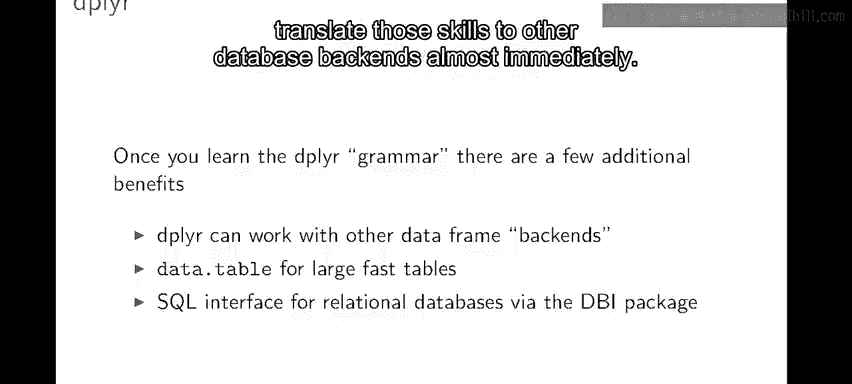 dplyr
translate those skills to other
database backends almost immediately.
Once you learn the dplyr “grammar” there are a few additional
benefits
▶ dplyr can work with other data frame “backends”
▶ data.table for large fast tables
▶ SQL interface for relational databases via the DBI package